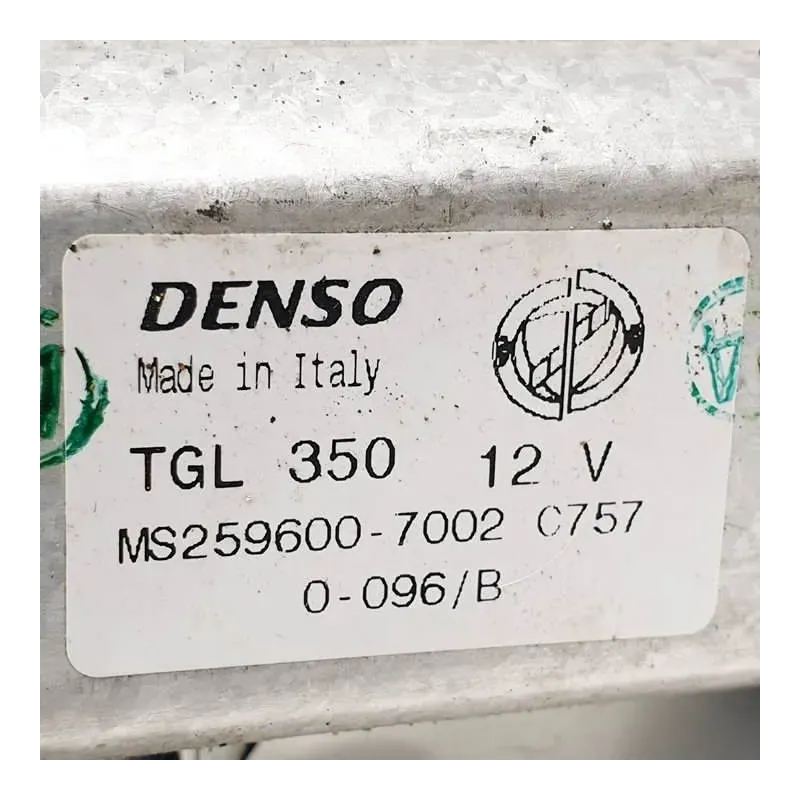 DENSO
Made in Italy
TGL 350 12 V
MS259600-7002 C757
0-096/B